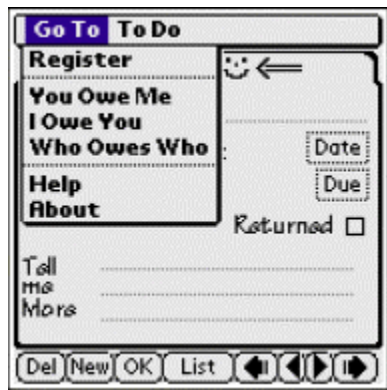 Go To To Do
Register
You Owe Me
I Owe You
Who Owes Who
Date
Due
Help
About
Returned
Tell
me
More
Del New OK List